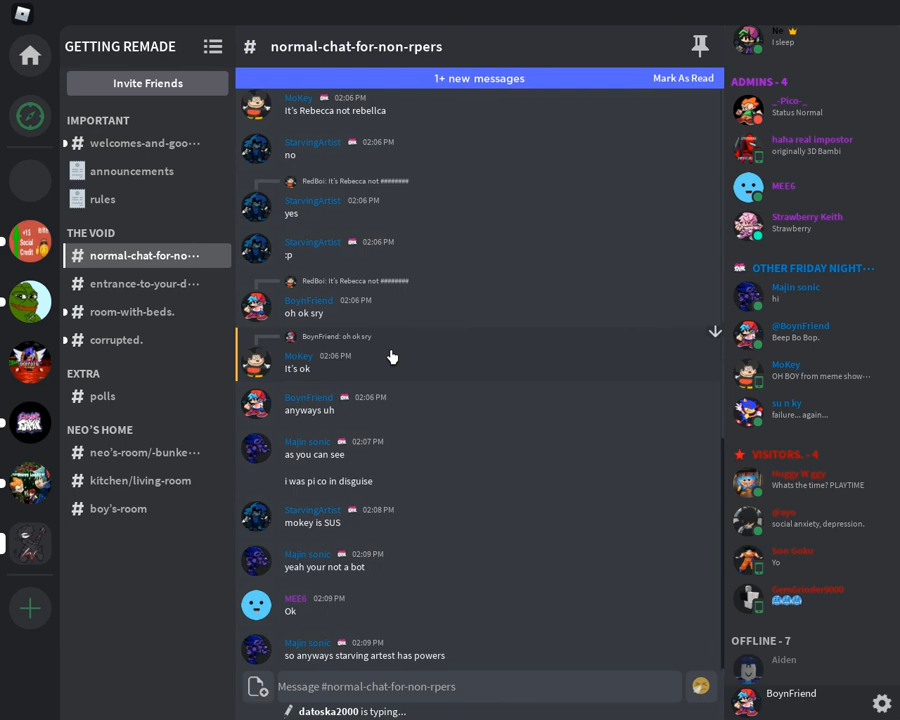 GETTING REMADE
Invite Friends
IMPORTANT
# welcomes-and-goo···
announcements
rules
THE VOID
# normal-chat-for-no···
# entrance-to-your-d···
# room-with-beds.
# corrupted.
EXTRA
# polls
NEO'S HOME
# neo's-room/-bunke···
# kitchen/living-room
# boy's-room
# normal-chat-for-non-rpers
1+ new messages
Mark As Read
MoKey 02:06 PM
It's Rebecca not rebellca
StarvingArtist 02:06 PM
no
RedBoi: It's Rebecca not ########
StarvingArtist 02:06 PM
yes
StarvingArtist 02:06 PM
:p
RedBoi: It's Rebecca not ########
BoynFriend 02:06 PM
oh ok sry
BoynFriend: oh ok sry
MoKey 02:06 PM
It's ok
BoynFriend 02:06 PM
anyways uh
Majin sonic 02:07 PM
as you can see
i was pi co in disguise
StarvingArtist 02:08 PM
mokey is SUS
Majin sonic 02:09 PM
yeah your not a bot
MEE6 02:09 PM
Ok
Majin sonic 02:09 PM
so anyways starving artest has powers
Message #normal-chat-for-non-rpers
datoska2000 is typing...
Ne
I sleep
ADMINS - 4
_-Pico-_
Status Normal
haha real impostor
originally 3D Bambi
MEE6
Strawberry Keith
Strawberry
OTHER FRIDAY NIGHT···
Majin sonic
hi
@BoynFriend
Beep Bo Bop.
MoKey
OH BOY from meme show···
su n ky
failure... again...
VISITORS. - 4
Huggy W ggy
Whats the time? PLAYTIME
@ayo
social anxiety, depression.
Son Goku
Yo
GemGrinder9000
OFFLINE - 7
Aiden
BoynFriend
+15
Social
Credit